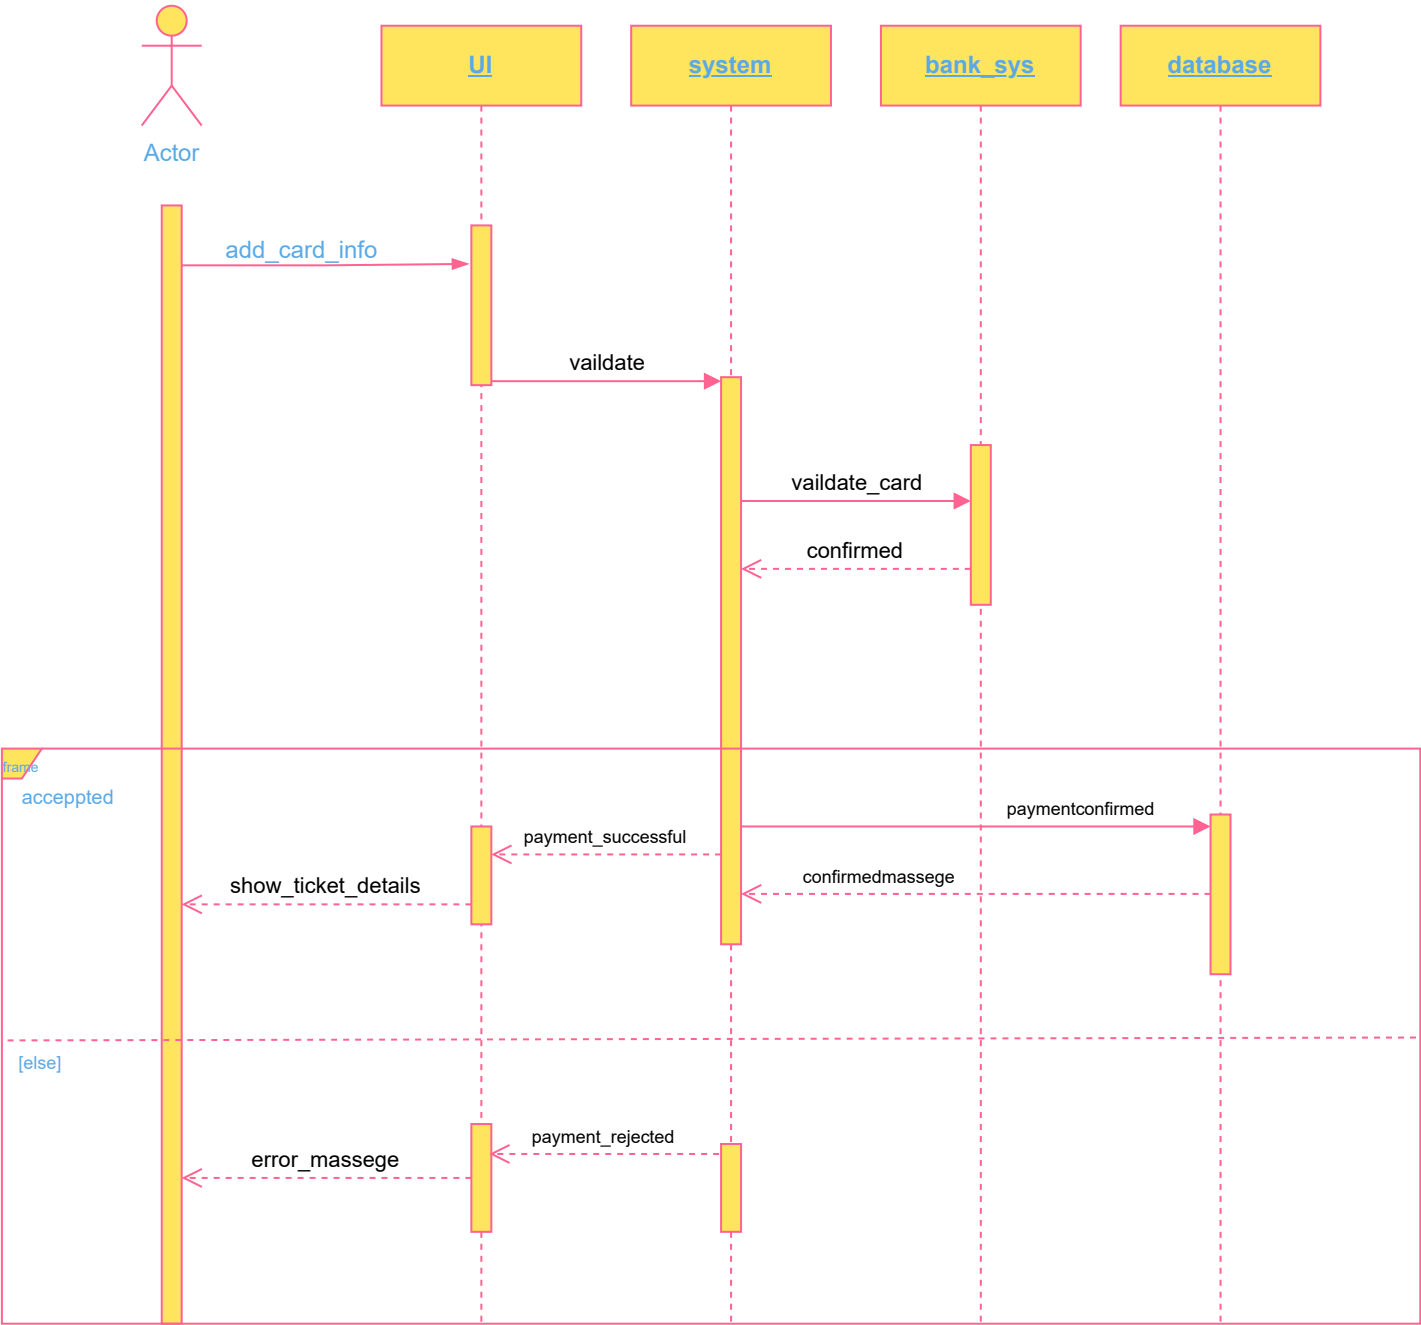 UI
system
bank_sys
database
Actor
add_card_info
vaildate
vaildate_card
confirmed
frame
acceppted
paymentconfirmed
payment_successful
confirmedmassege
show_ticket_details
[else]
payment_rejected
error_massege